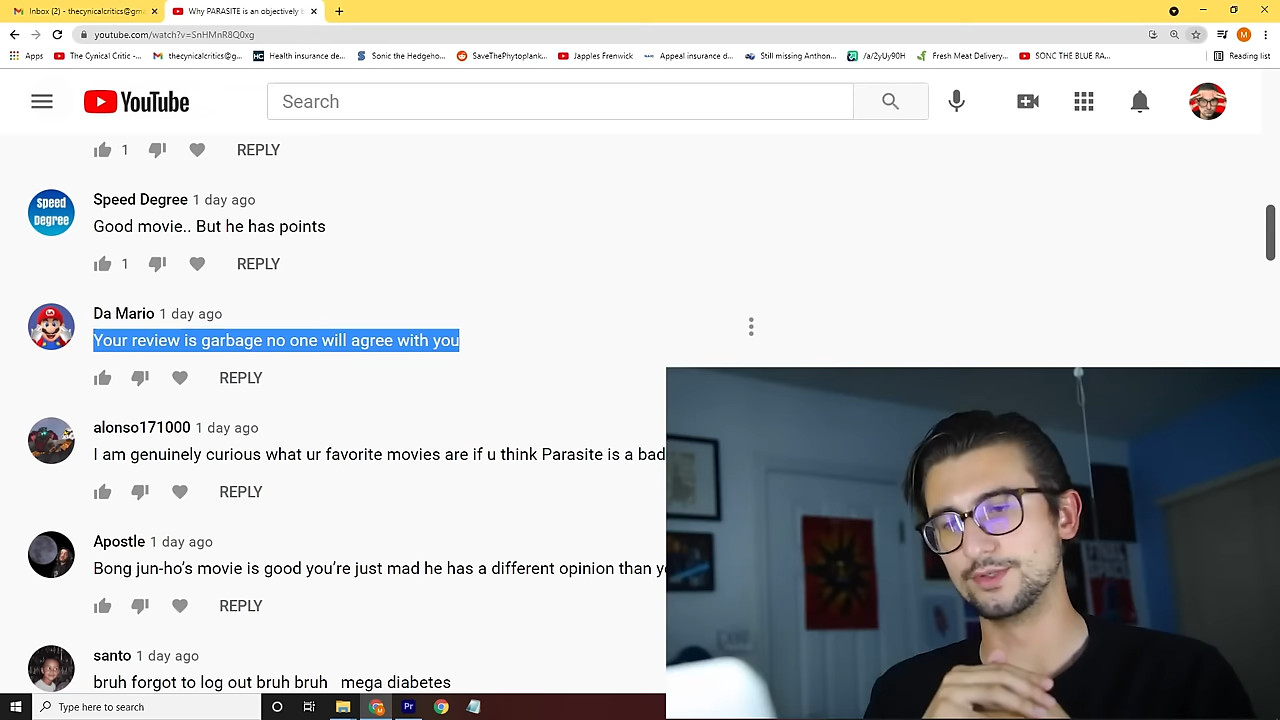 Inbox (2) - thecynicalcritics@gm
Why PARASITE is an objectively b
youtube.com/watch?v=SnHMnR8Q0xg
Apps
The Cynical Critic -...
thecynicalcritics@g...
Health insurance de...
Sonic the Hedgeho...
SaveThePhytoplank...
Japples Frenwick
Appeal insurance d...
Still missing Anthon...
/a/2yUy90H
Fresh Meat Delivery...
SONC THE BLUE RA...
Reading list
YouTube
Search
1
REPLY
Speed Degree
Speed Degree 1 day ago
Good movie.. But he has points
1
REPLY
Da Mario 1 day ago
Your review is garbage no one will agree with you
REPLY
alonso171000 1 day ago
I am genuinely curious what ur favorite movies are if u think Parasite is a bad
REPLY
Apostle 1 day ago
Bong jun-ho’s movie is good you’re just mad he has a different opinion than yo
REPLY
santo 1 day ago
bruh forgot to log out bruh bruh mega diabetes
Type here to search